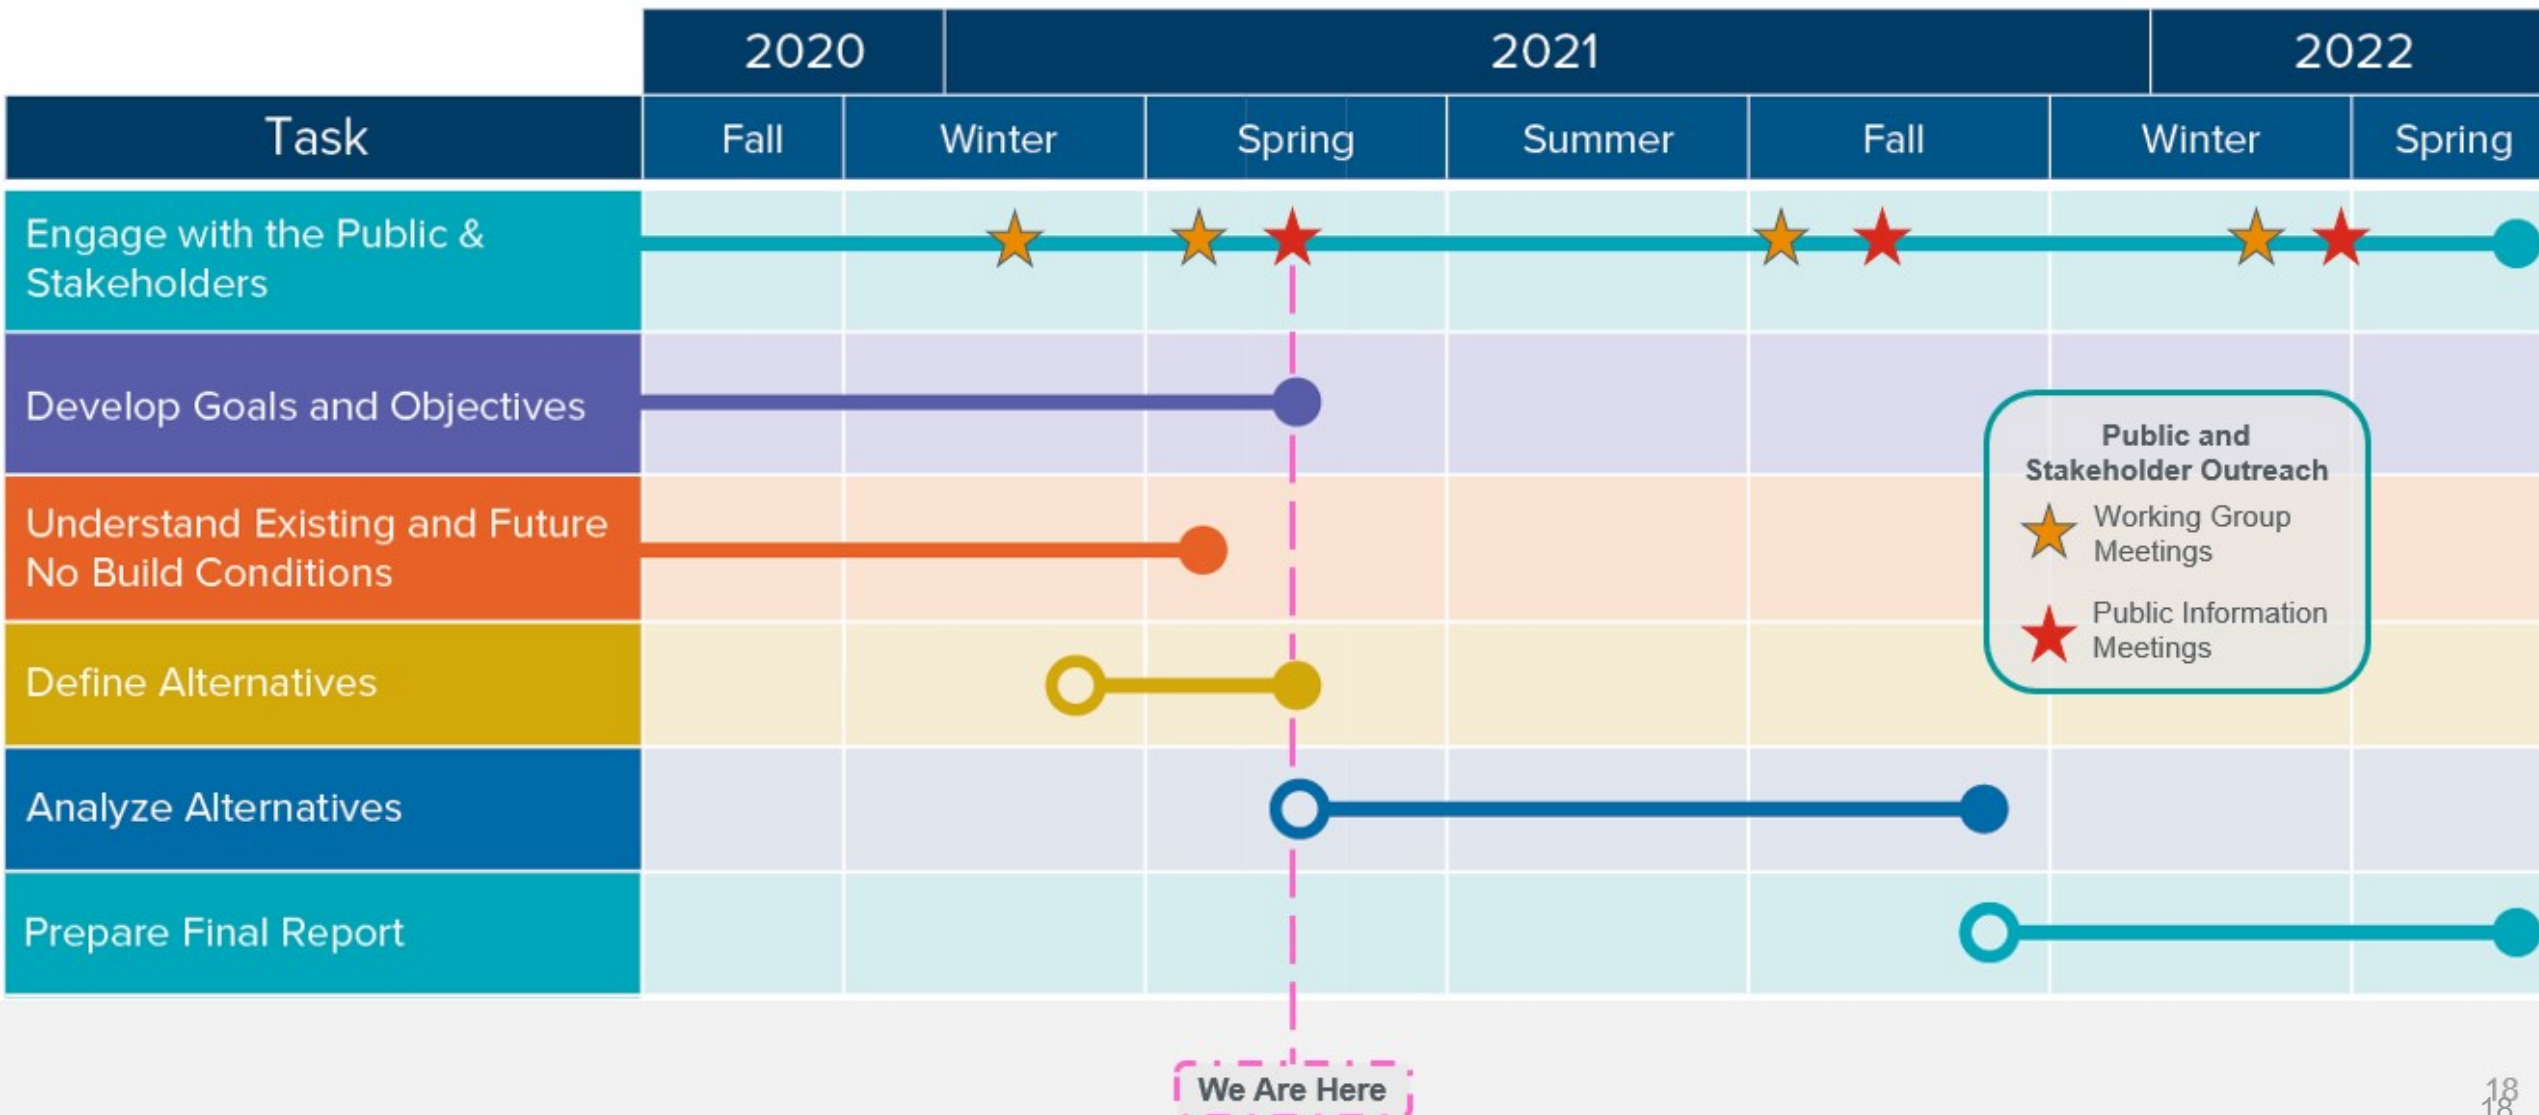 2020 2021 2022
Task Fall Winter Spring Summer Fall Winter Spring
Engage with the Public &
Stakeholders
Develop Goals and Objectives
Understand Existing and Future
No Build Conditions
Define Alternatives
Analyze Alternatives
Prepare Final Report
Public and
Stakeholder Outreach
Working Group
Meetings
Public Information
Meetings
We Are Here
18
18